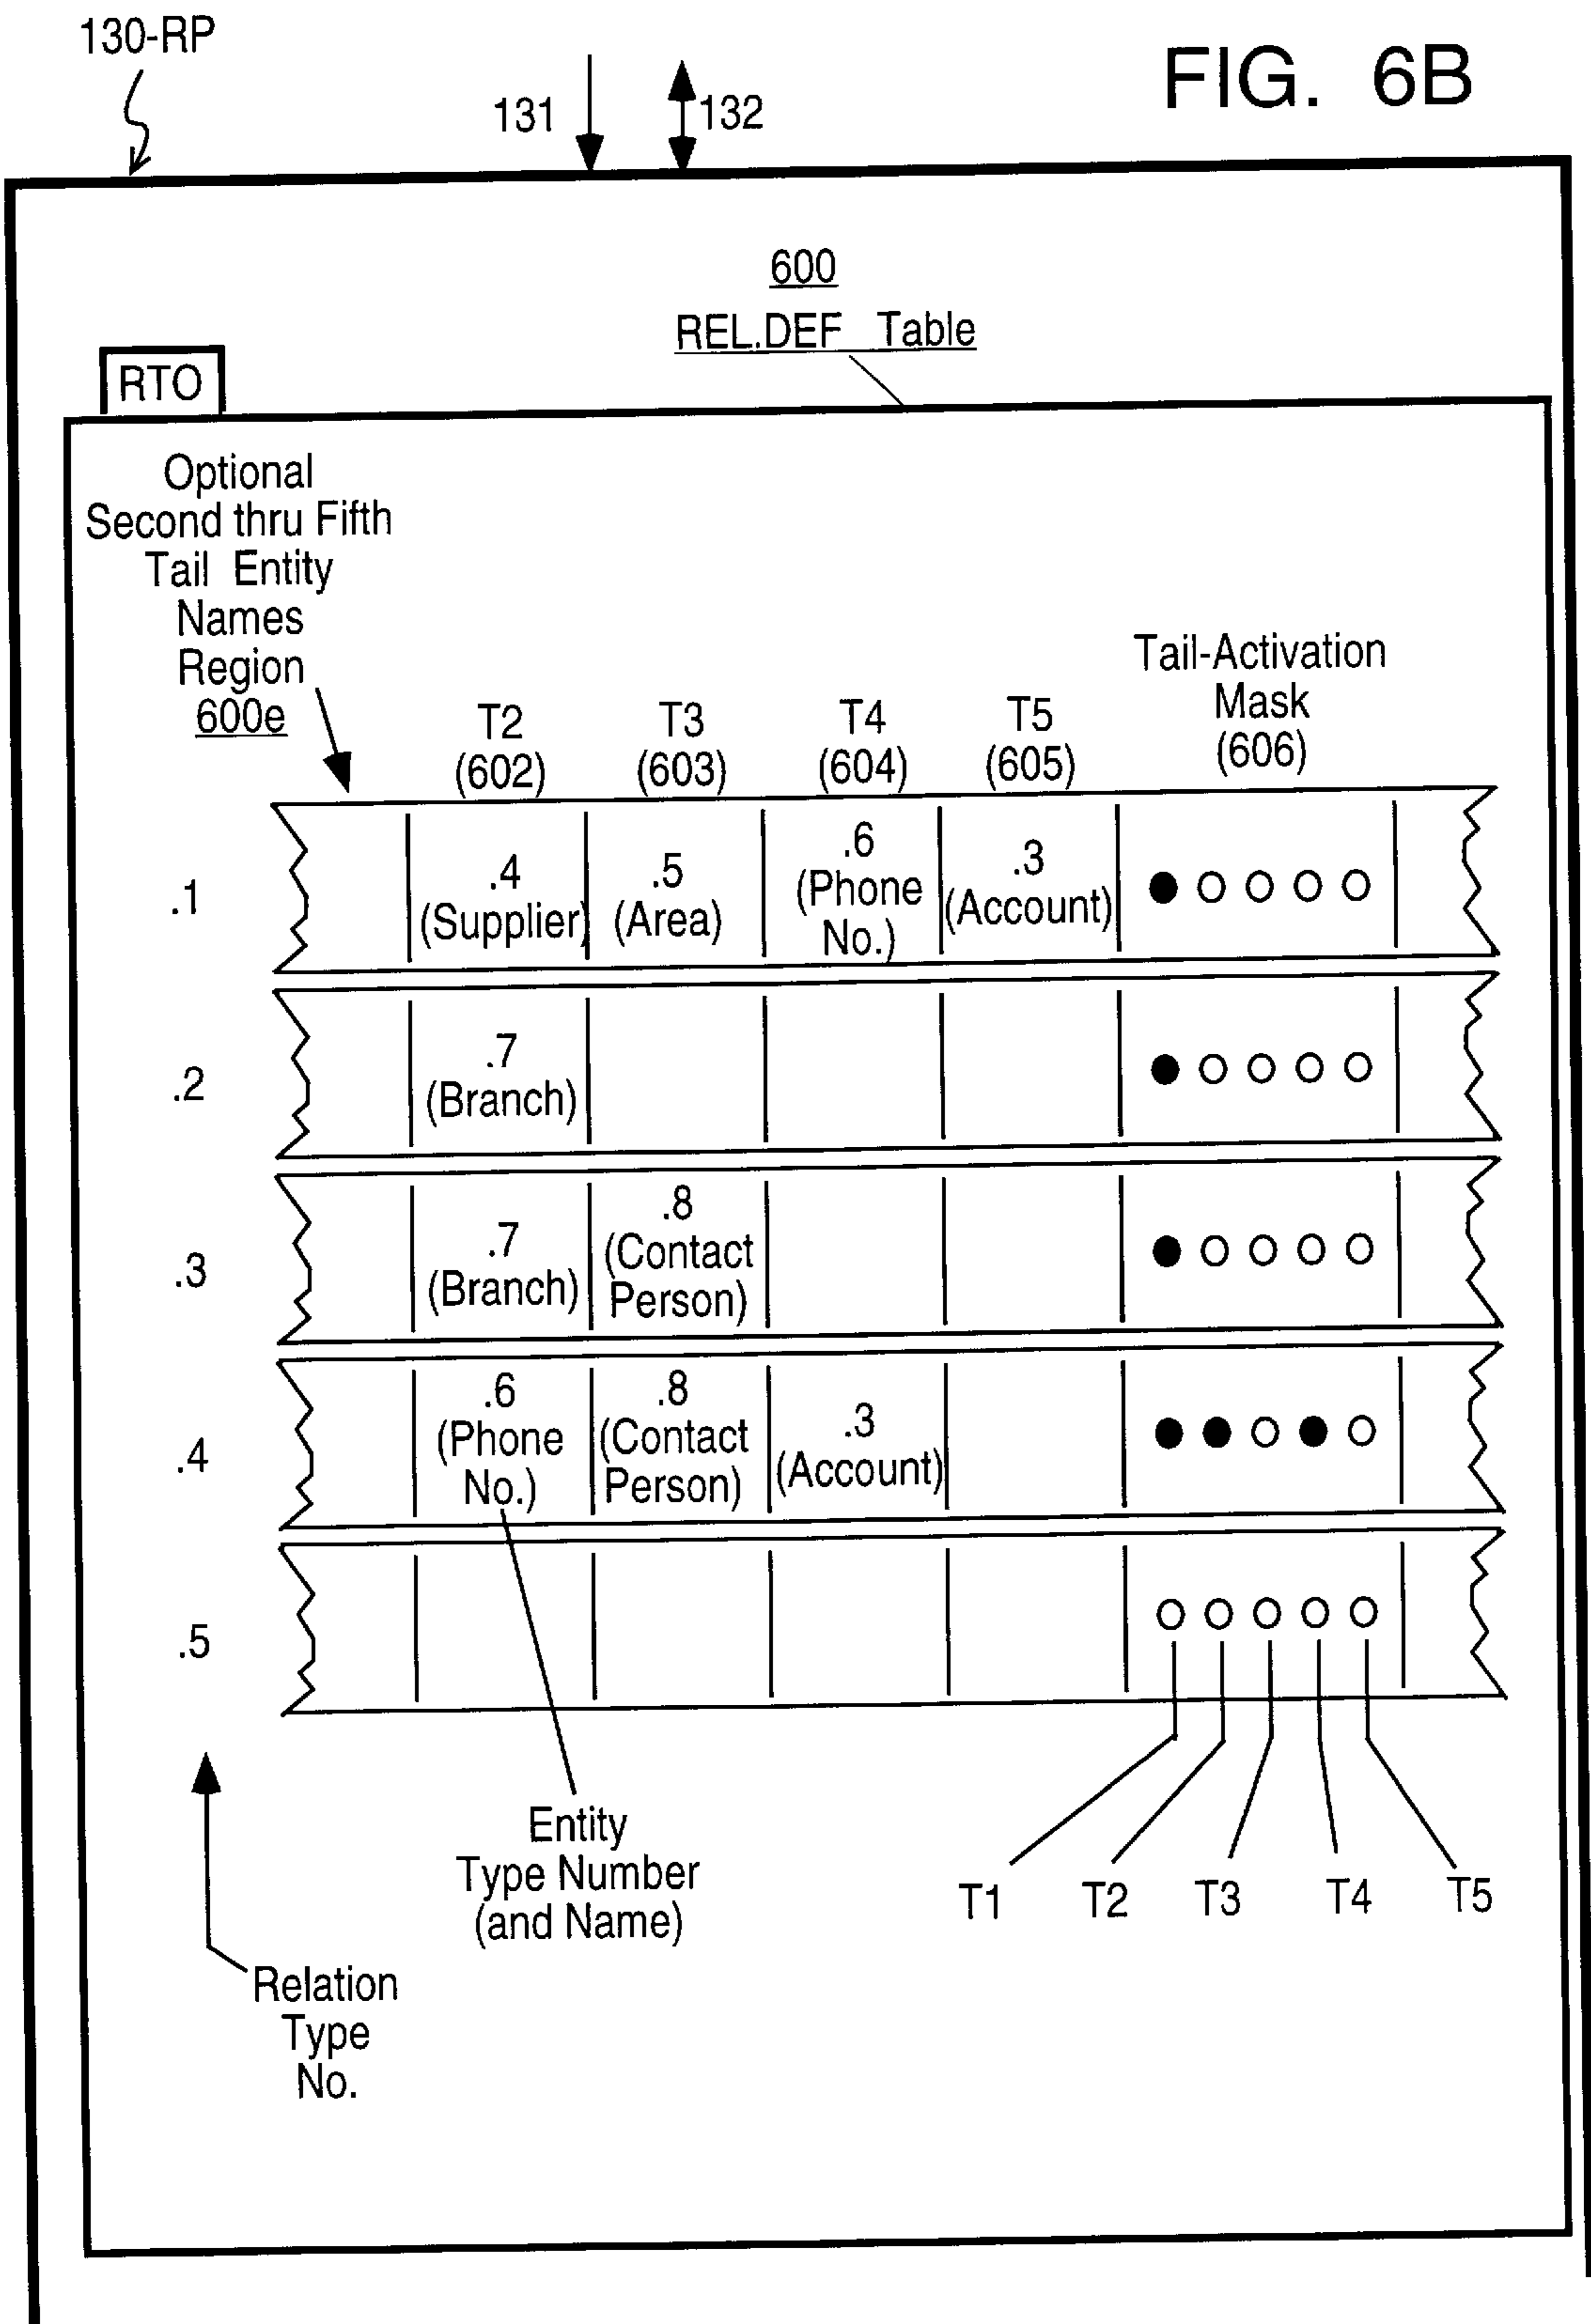 130-RP
FIG. 6B
131
132
600
REL.DEF Table
RTO
Optional
Second thru Fifth
Tail Entity
Names
Region
600e
T2
(602)
T3
(603)
T4
(604)
T5
(605)
Tail-Activation
Mask
(606)
.1
.4
(Supplier)
.5
(Area)
.6
(Phone
No.)
.3
(Account)
.2
.7
(Branch)
.3
.7
(Branch)
.8
(Contact
Person)
.4
.6
(Phone
No.)
.8
(Contact
Person)
.3
(Account)
.5
Entity
Type Number
(and Name)
T1
T2
T3
T4
T5
Relation
Type
No.